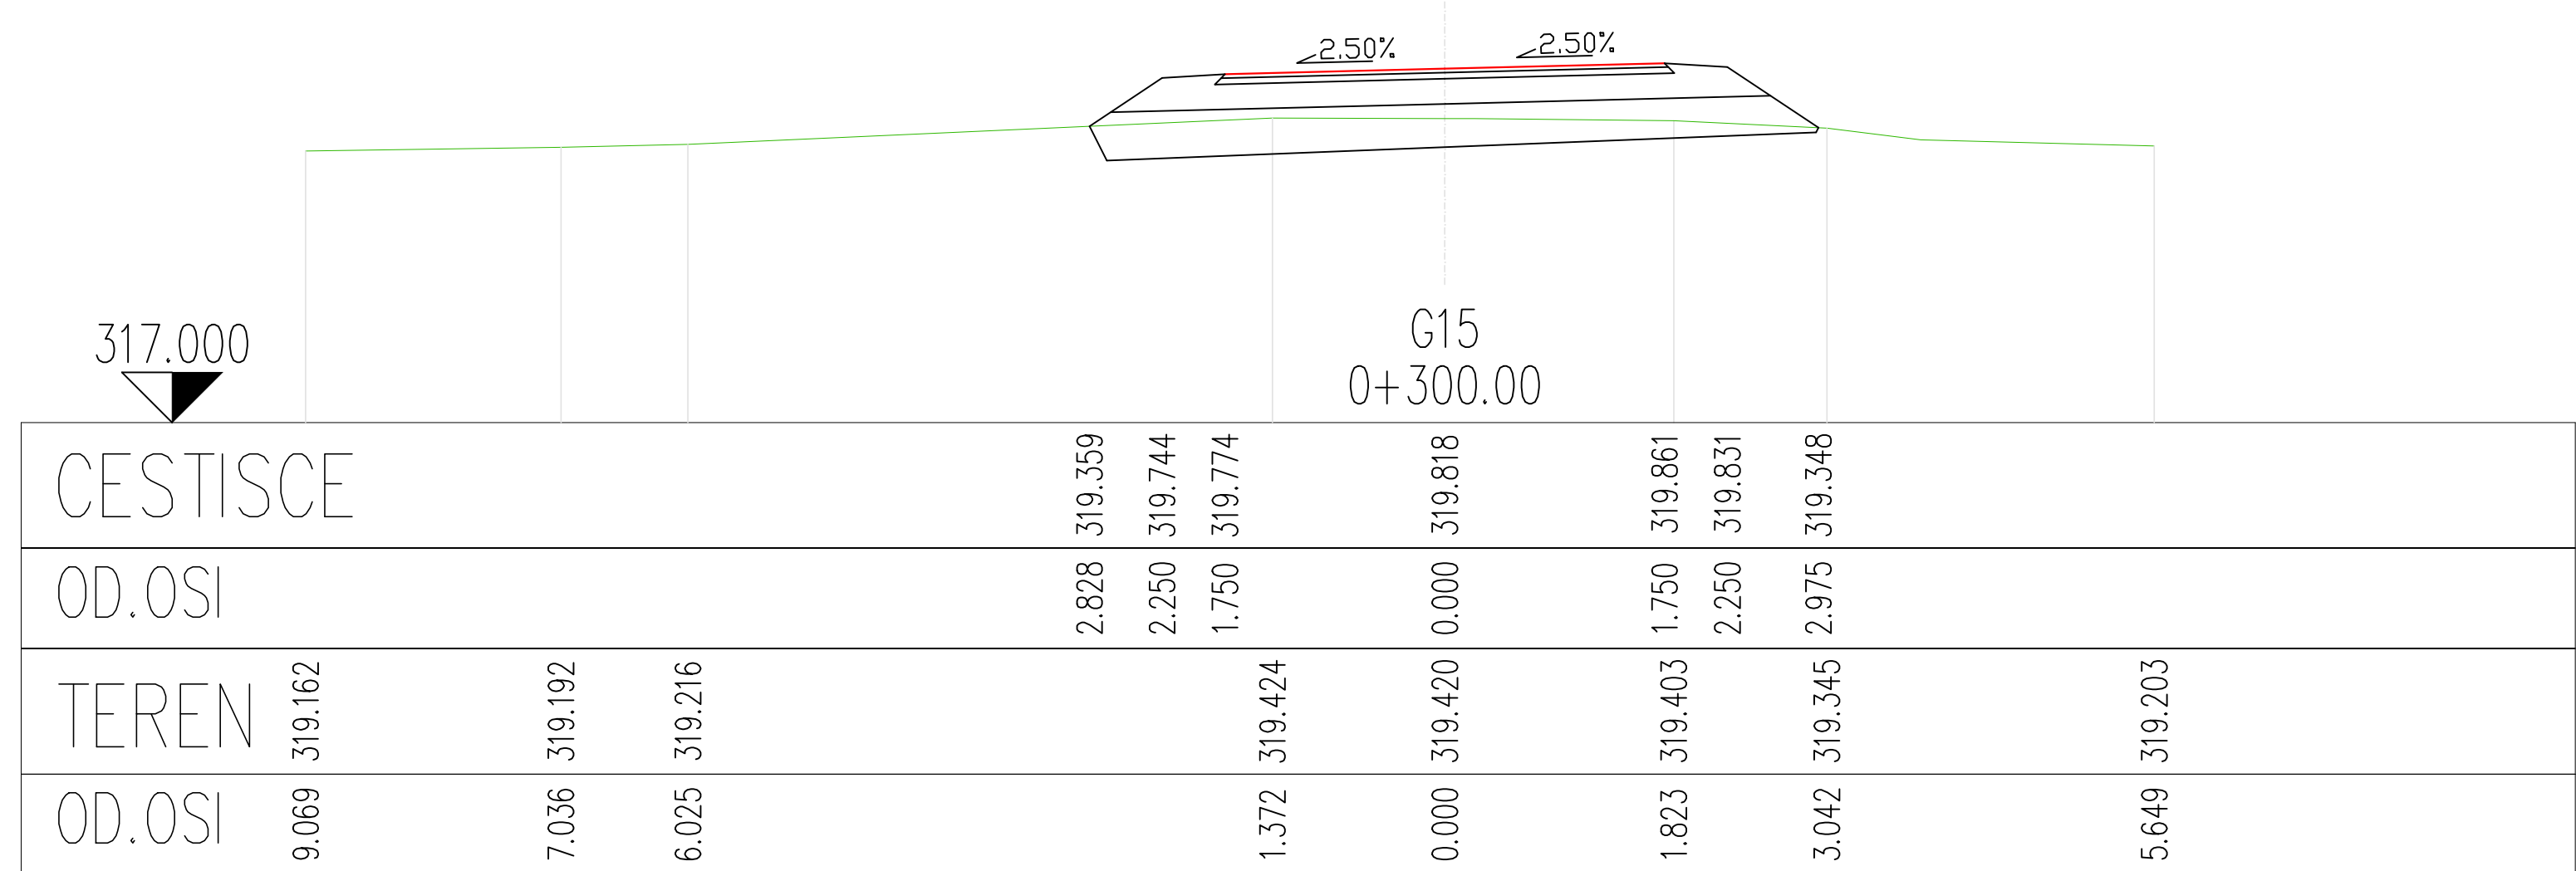 2.50% 2.50%
317.000
G15
0+300.00
CESTISCE 319.359 319.744 319.774 319.818 319.861 319.831 319.348
OD.OSI 2.828 2.250 1.750 0.000 1.750 2.250 2.975
TEREN 319.162 319.192 319.216 319.424 319.420 319.403 319.345 319.203
OD.OSI 9.069 7.036 6.025 1.372 0.000 1.823 3.042 5.649